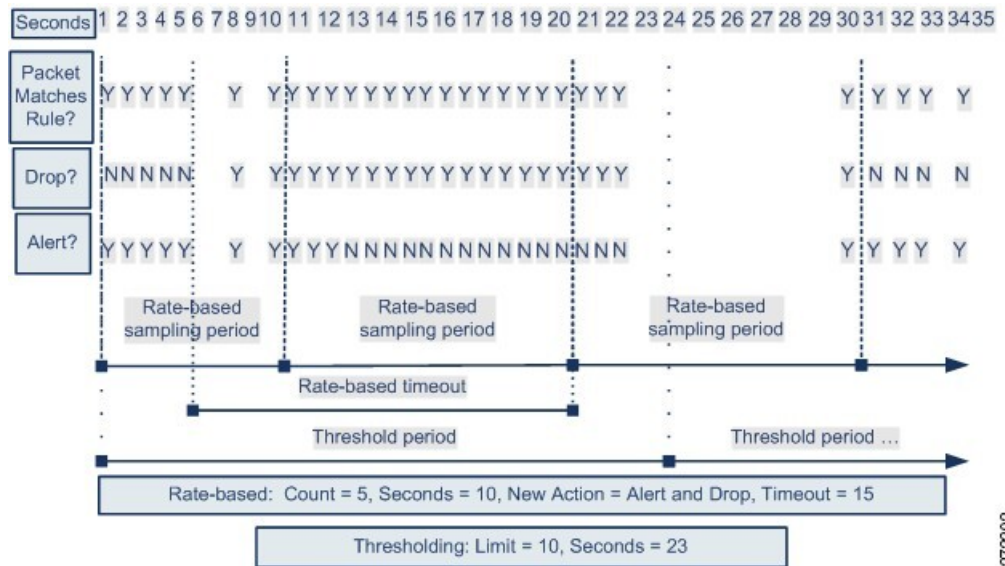 Seconds 1 2 3 4 5 6 7 8 9 10 11 12 13 14 15 16 17 18 19 20 21 22 23 24 25 26 27 28 29 30 31 32 33 34 35
Packet
Matches
Rule?
Y Y Y Y Y Y Y Y Y Y Y Y Y Y Y Y Y Y Y Y Y Y Y Y Y Y Y Y Y Y
Drop?
N N N N N Y Y Y Y Y Y Y Y Y Y Y Y Y Y Y Y Y Y Y Y Y N N N N
Alert?
Y Y Y Y Y Y Y Y Y Y N N N N N N N N N N N N N N N Y Y Y Y Y
Rate-based
sampling period
Rate-based
sampling period
Rate-based
sampling period
Rate-based timeout
Threshold period
Threshold period ...
Rate-based: Count = 5, Seconds = 10, New Action = Alert and Drop, Timeout = 15
Thresholding: Limit = 10, Seconds = 23